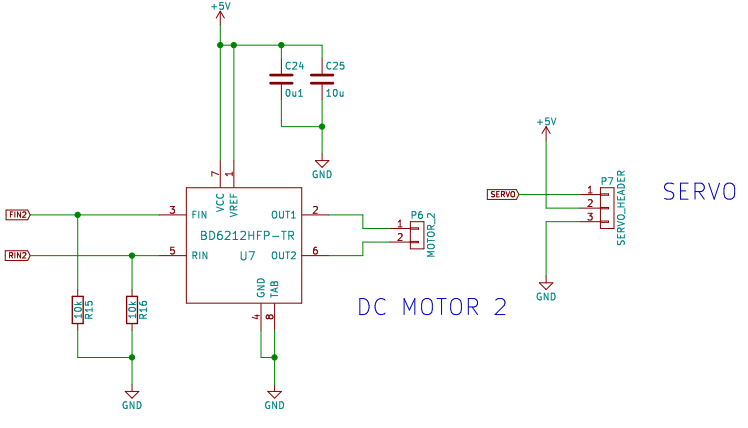 +5V
C24
C25
0u1
10u
GND
7
1
VCC
VREF
FIN2
3
FIN
OUT1
2
BD6212HFP-TR
U7
RIN2
5
RIN
OUT2
6
P6
1
2
MOTOR_2
GND
TAB
4
8
10k
R15
10k
R16
GND
GND
DC MOTOR 2
+5V
SERVO
P7
1
2
3
SERVO_HEADER
GND
SERVO